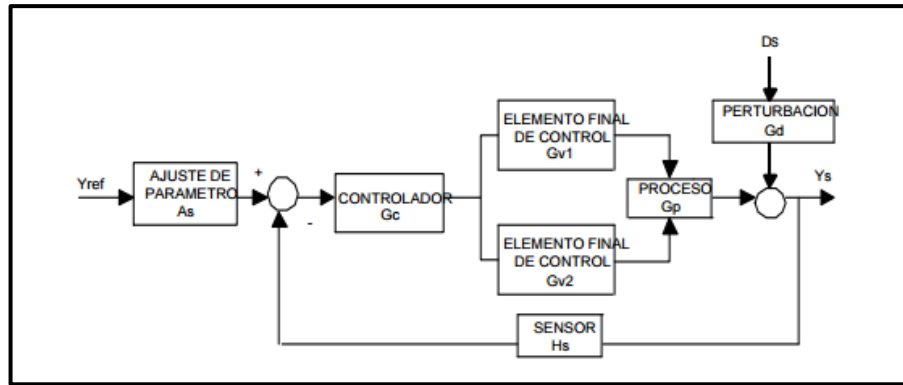 Ds
PERTURBACION
Gd
ELEMENTO FINAL
DE CONTROL
Gv1
Yref
AJUSTE DE
PARAMETRO
As
+
-
CONTROLADOR
Gc
PROCESO
Gp
Ys
ELEMENTO FINAL
DE CONTROL
Gv2
SENSOR
Hs